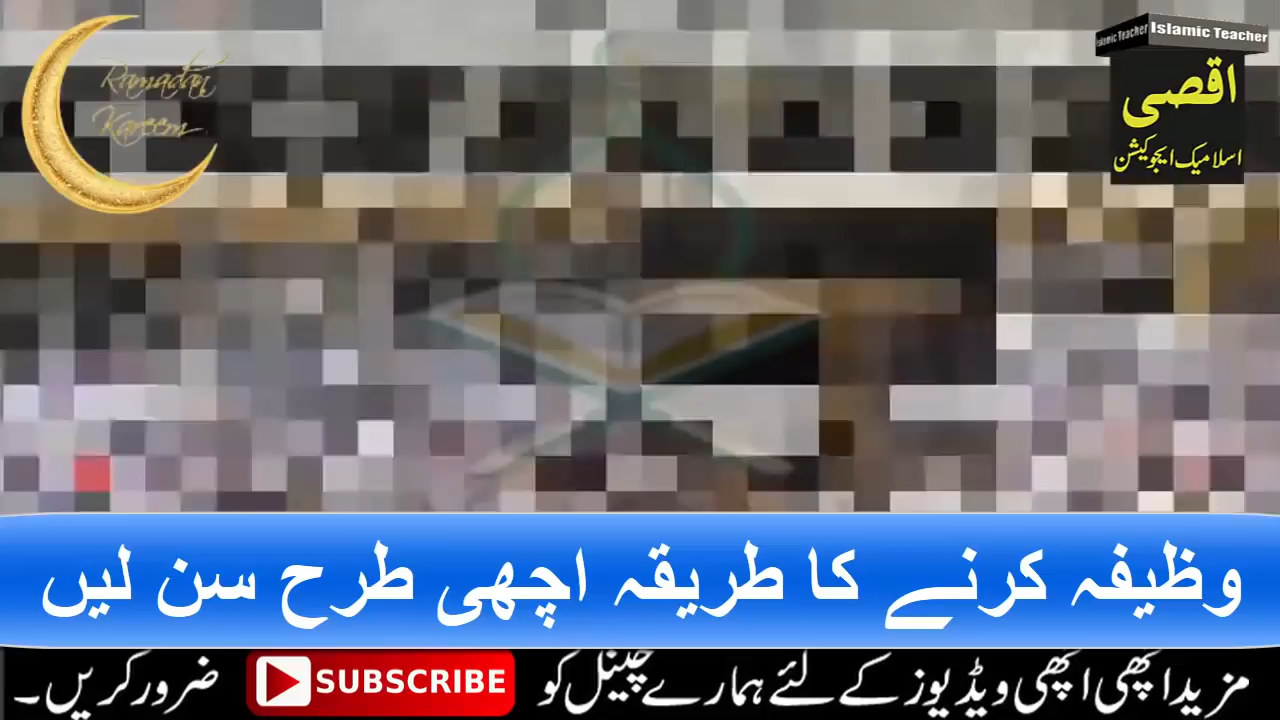 Ramadan
Kareem
Islamic Teacher Islamic Teacher
اقصی
اسلامیک ایجوکیشن
وظیفہ کرنے کا طریقہ اچھی طرح سن لیں
مزید اچھی اچھی ویڈیوز کے لئے ہمارے چینل کو SUBSCRIBE ضرور کریں۔